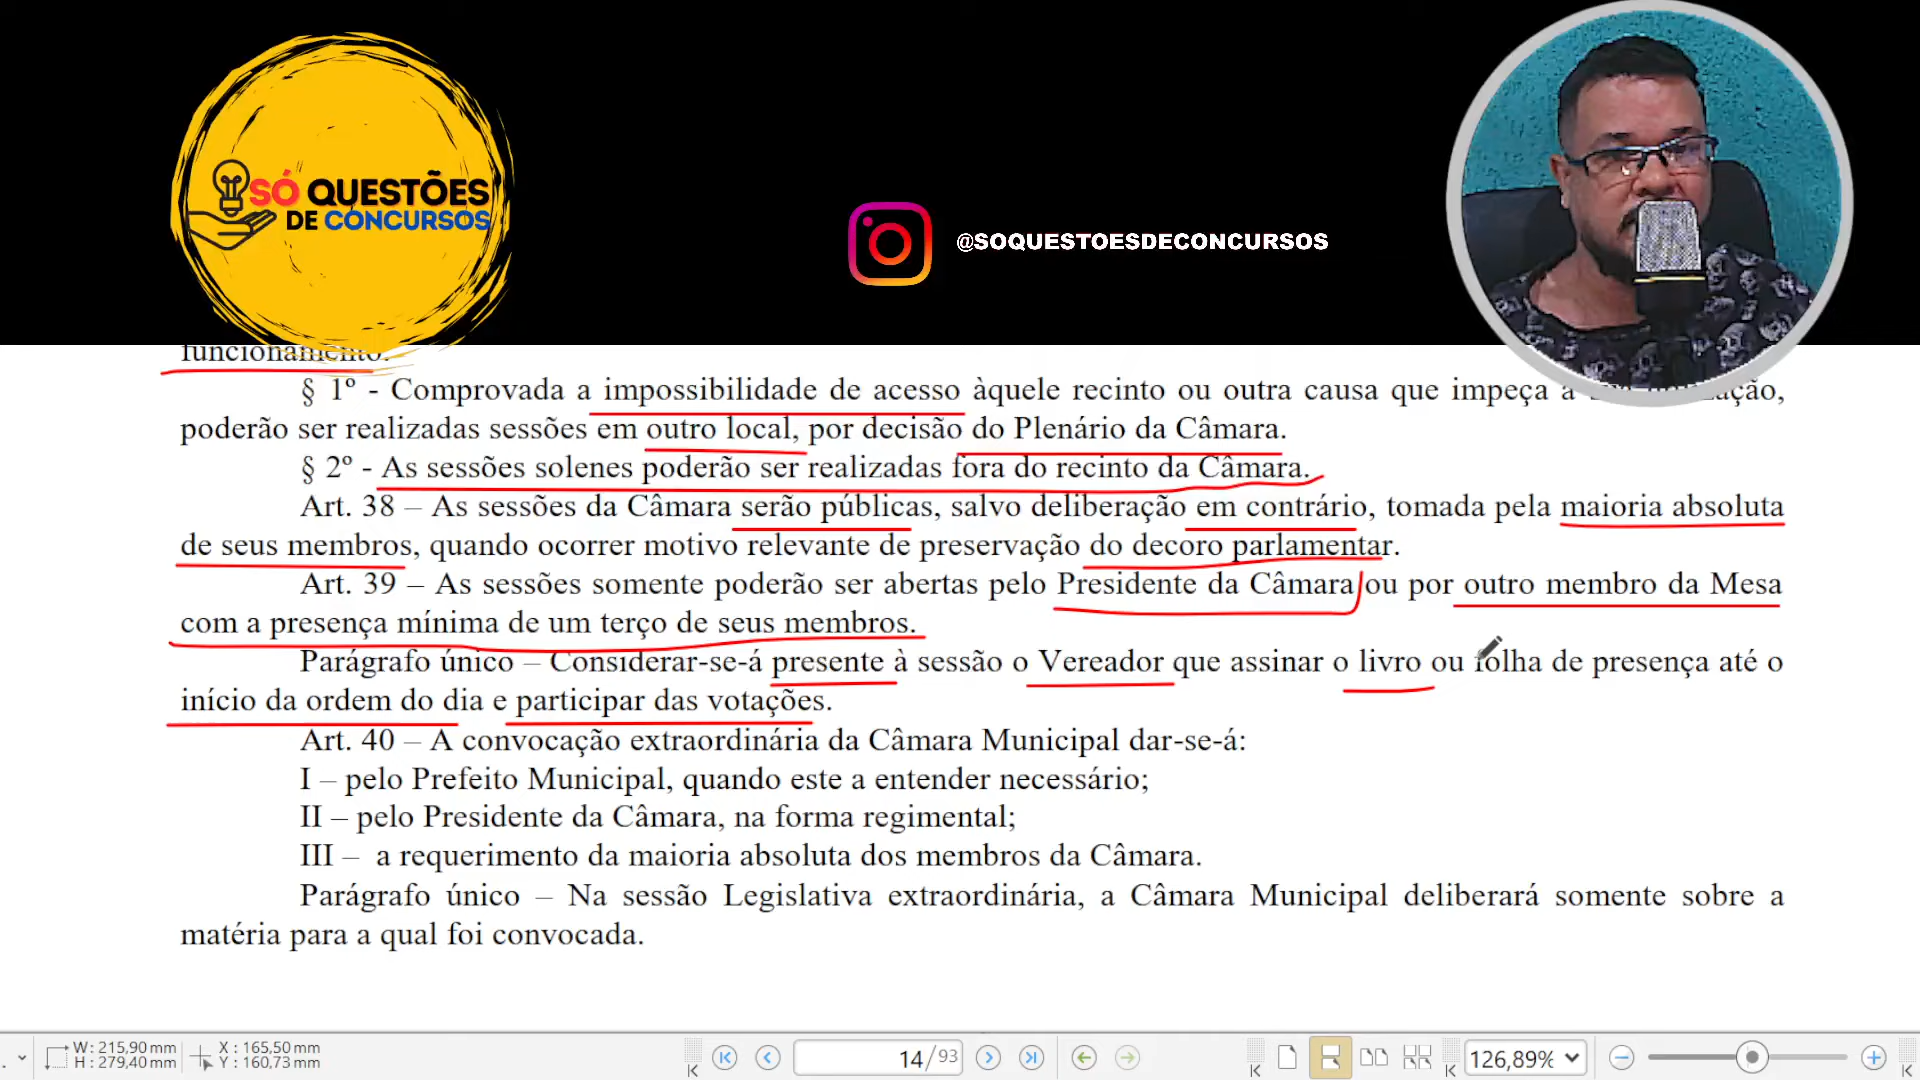 SÓ QUESTÕES
DE CONCURSOS
@SOQUESTOESDECONCURSOS
funcionamento.
§ 1º - Comprovada a impossibilidade de acesso àquele recinto ou outra causa que impeça a
poderão ser realizadas sessões em outro local, por decisão do Plenário da Câmara.
§ 2º - As sessões solenes poderão ser realizadas fora do recinto da Câmara.
Art. 38 – As sessões da Câmara serão públicas, salvo deliberação em contrário, tomada pela maioria absoluta
de seus membros, quando ocorrer motivo relevante de preservação do decoro parlamentar.
Art. 39 – As sessões somente poderão ser abertas pelo Presidente da Câmara ou por outro membro da Mesa
com a presença mínima de um terço de seus membros.
Parágrafo único – Considerar-se-á presente à sessão o Vereador que assinar o livro ou folha de presença até o
início da ordem do dia e participar das votações.
Art. 40 – A convocação extraordinária da Câmara Municipal dar-se-á:
I – pelo Prefeito Municipal, quando este a entender necessário;
II – pelo Presidente da Câmara, na forma regimental;
III – a requerimento da maioria absoluta dos membros da Câmara.
Parágrafo único – Na sessão Legislativa extraordinária, a Câmara Municipal deliberará somente sobre a
matéria para a qual foi convocada.
W: 215,90 mm
H: 279,40 mm
X : 165,50 mm
Y : 160,73 mm
14/93
126,89%